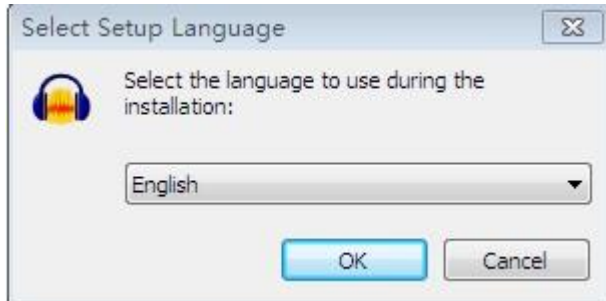 Select Setup Language
Select the language to use during the
installation:
English
OK
Cancel